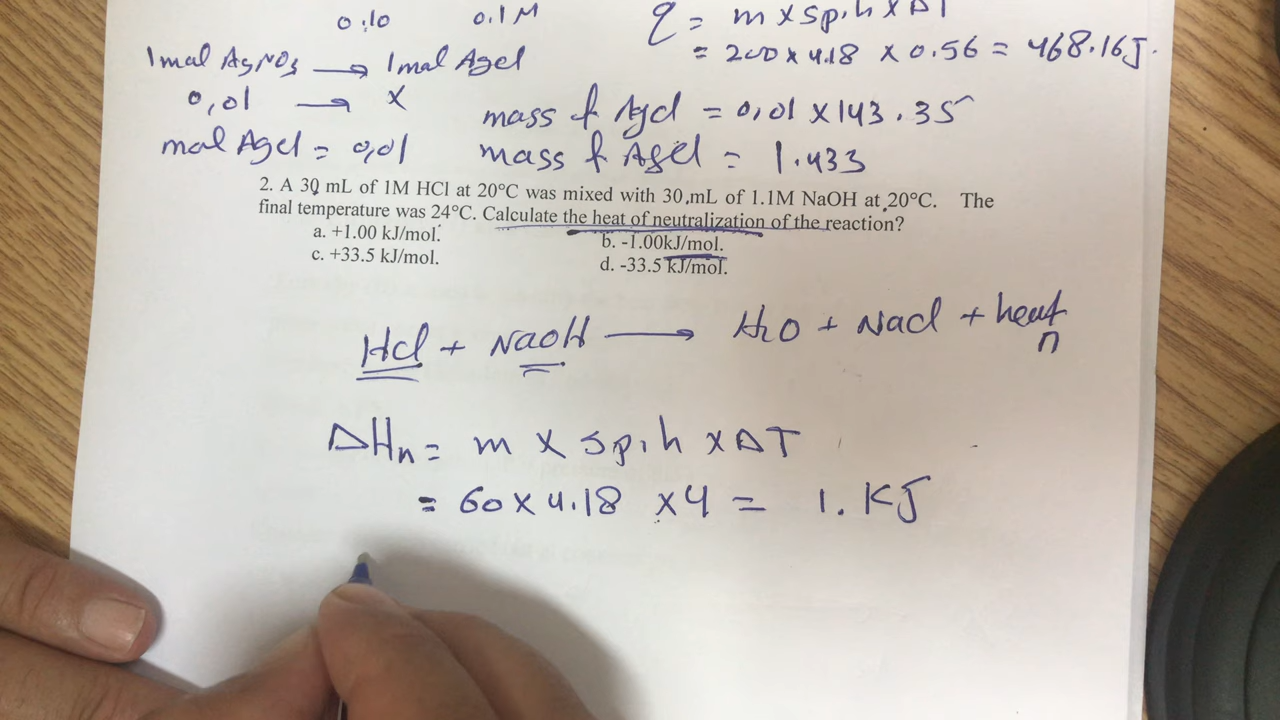 0.10 0.1M
q = m x sp.h x ΔT
1mol AgNO3 → 1mol Agcl
= 200 x 4.18 x 0.56 = 468.16J.
0,01 → x
mass of Agcl = 0,01 x 143.35
mol Agcl = 0,01
mass of Agcl = 1.433
2. A 30 mL of 1M HCl at 20°C was mixed with 30,mL of 1.1M NaOH at 20°C. The
final temperature was 24°C. Calculate the heat of neutralization of the reaction?
a. +1.00 kJ/mol. b. -1.00kJ/mol.
c. +33.5 kJ/mol. d. -33.5 kJ/mol.
Hcl + NaOH → H2O + Nacl + heat
n
ΔHn = m x sp.h x ΔT
= 60 x 4.18 x 4 = 1. KJ